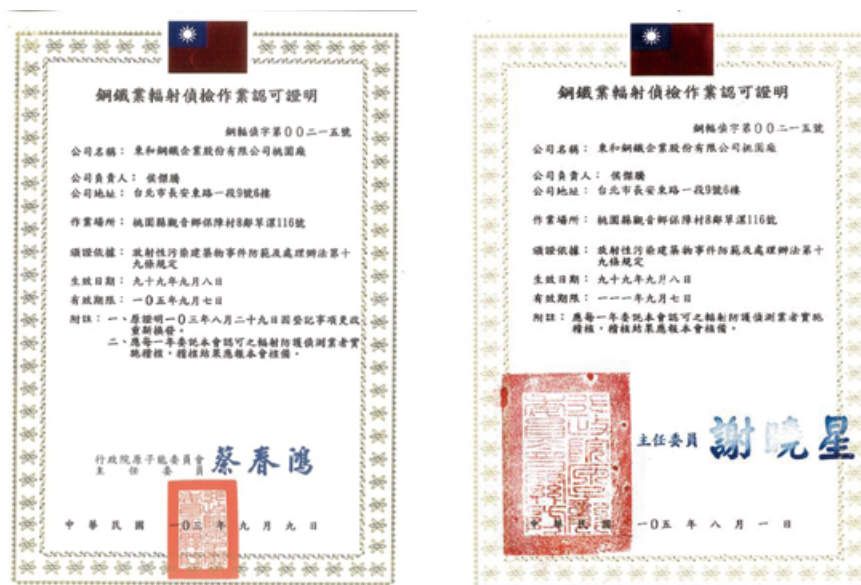 鋼鐵業輻射偵檢作業認可證明
鋼輻偵字第００二一五號
公司名稱：東和鋼鐵企業股份有限公司桃園廠
公司負責人：侯傑騰
公司地址：台北市長安東路一段9號6樓
作業場所：桃園縣觀音鄉保障村8鄰草漯116號
頒證依據：放射性污染建築物事件防範及處理辦法第十
九條規定
生效日期：九十九年九月八日
有效期限：一０五年九月七日
附註：一、原證明一０三年八月二十九日因登記事項更改
重新換發。
二、應每一年委託本會認可之輻射防護偵測業者實
施稽核，稽核結果應報本會核備。
行政院原子能委員會
主任委員 蔡春鴻
中華民國一０三年九月九日
鋼鐵業輻射偵檢作業認可證明
鋼輻偵字第００二一五號
公司名稱：東和鋼鐵企業股份有限公司桃園廠
公司負責人：侯傑騰
公司地址：台北市長安東路一段9號6樓
作業場所：桃園縣觀音鄉保障村8鄰草漯116號
頒證依據：放射性污染建築物事件防範及處理辦法第十
九條規定
生效日期：九十九年九月八日
有效期限：一一一年九月七日
附註：應每一年委託本會認可之輻射防護偵測業者實施
稽核，稽核結果應報本會核備。
主任委員 謝曉星
中華民國一０五年八月一日